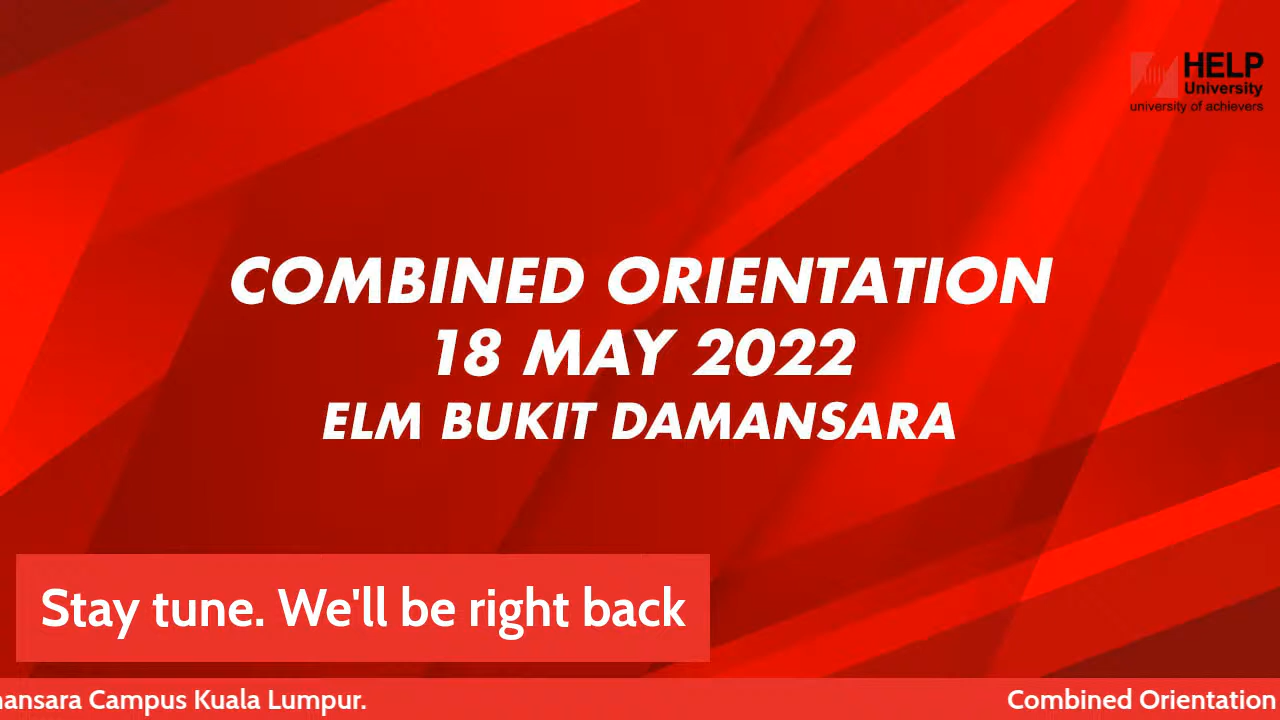 HELP
University
university of achievers
COMBINED ORIENTATION
18 MAY 2022
ELM BUKIT DAMANSARA
Stay tune. We'll be right back
Campus Kuala Lumpur.
Combined Orientation